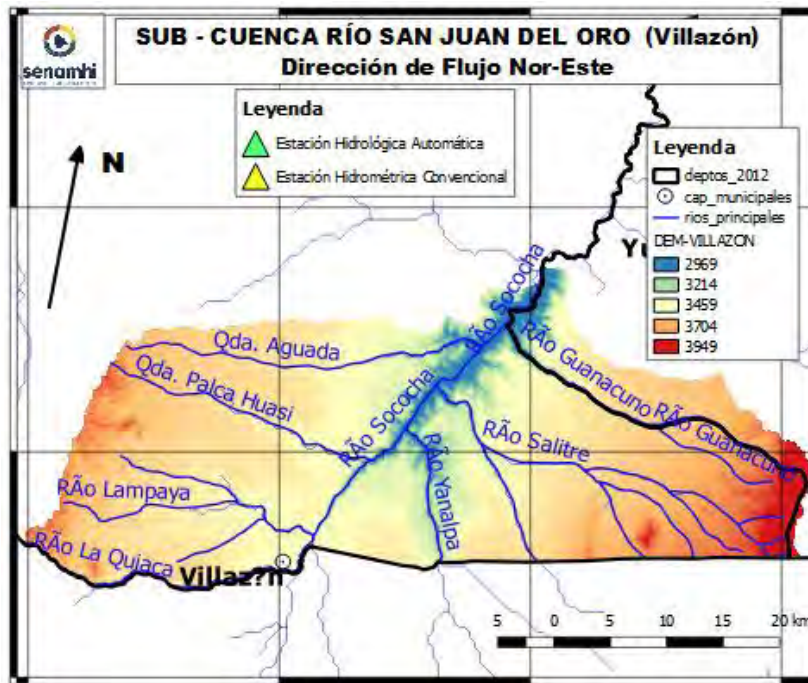 senamhi
SUB - CUENCA RÍO SAN JUAN DEL ORO (Villazón)
Dirección de Flujo Nor-Este
Leyenda
Estación Hidrológica Automática
Estación Hidrométrica Convencional
N
Leyenda
deptos_2012
cap_municipales
rios_principales
DEM-VILLAZON
2969
3214
3459
3704
3949
RÃo Sococha
Qda. Aguada
RÃo Guanacuno
Qda. Palca Huasi
RÃo Sococha
RÃo Guanacuno
RÃo Salitre
RÃo Yanalpa
RÃo Lampaya
RÃo La Quiaca
Villaz?n
5 0 5 10 15 20 km